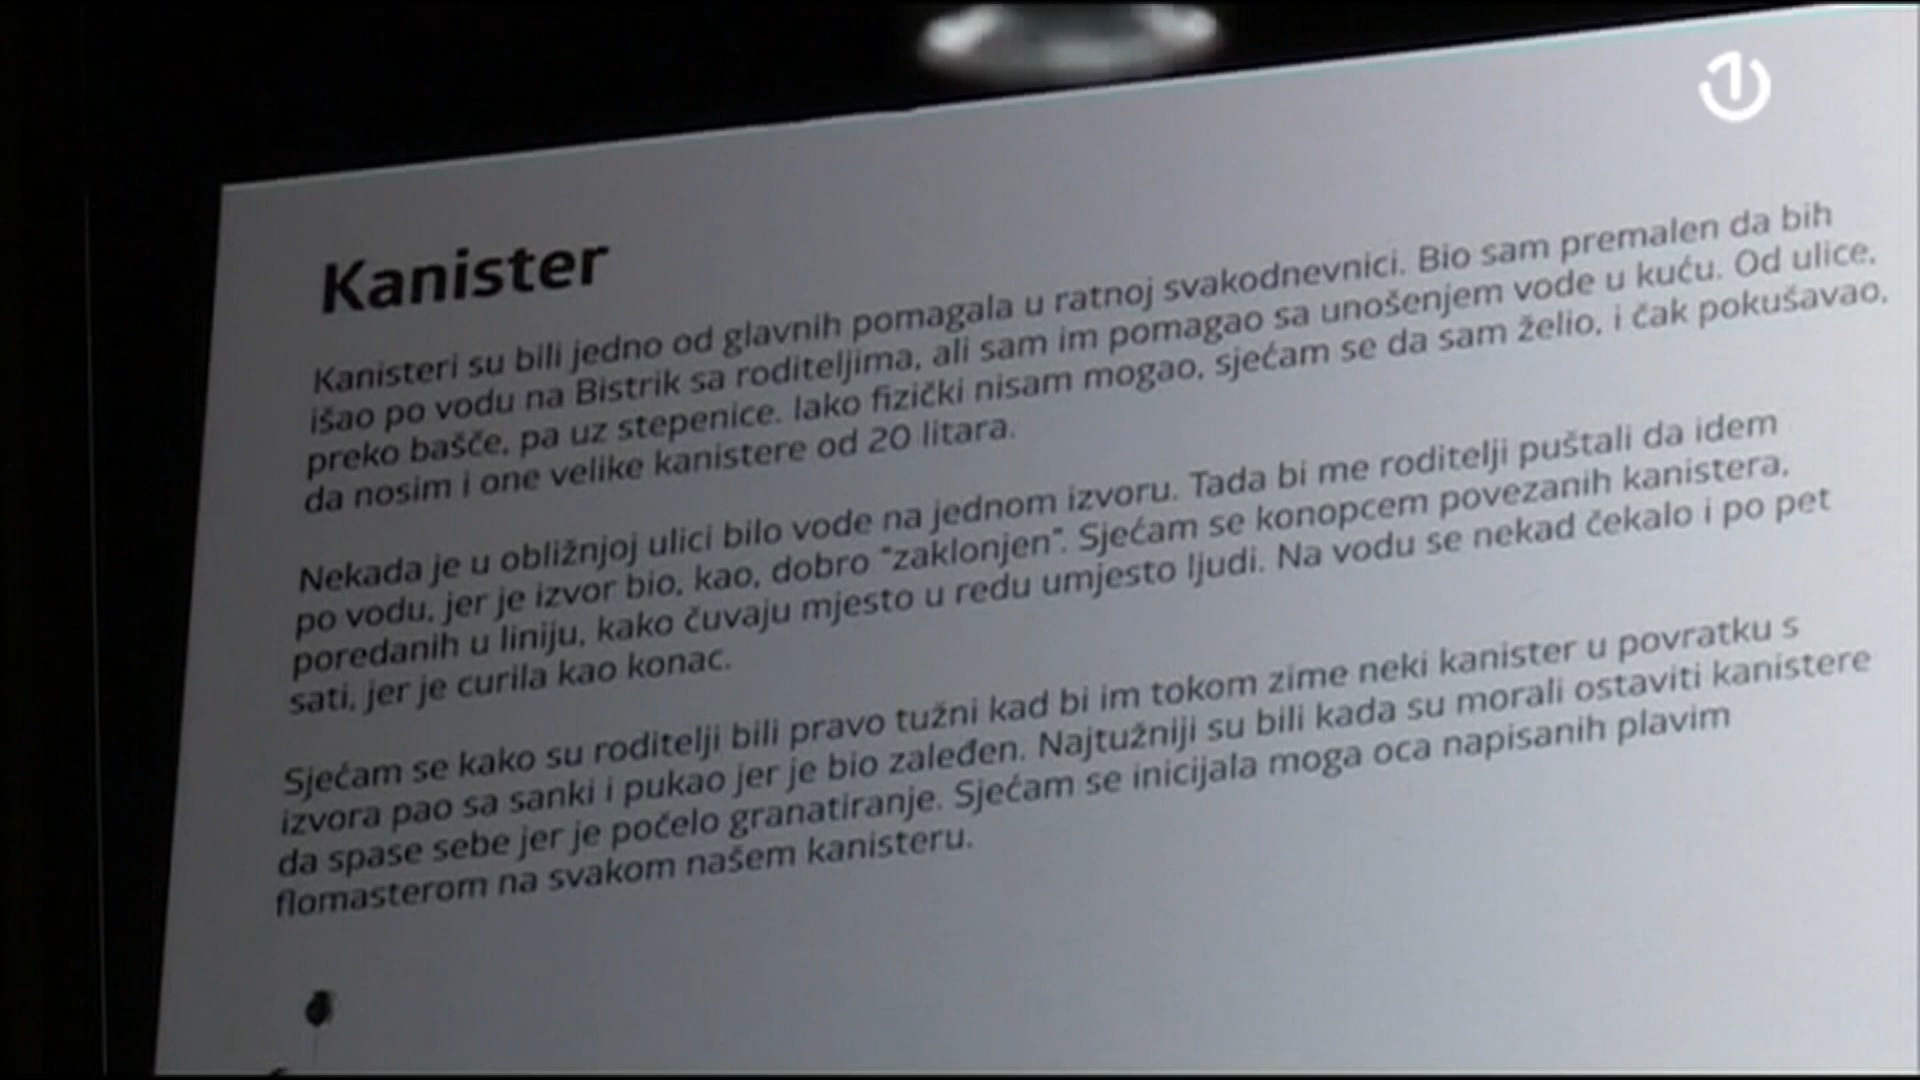 Kanister
Kanisteri su bili jedno od glavnih pomagala u ratnoj svakodnevnici. Bio sam premalen da bih
išao po vodu na Bistrik sa roditeljima, ali sam im pomagao sa unošenjem vode u kuću. Od ulice,
preko bašče, pa uz stepenice. Iako fizički nisam mogao, sjećam se da sam želio, i čak pokušavao,
da nosim i one velike kanistere od 20 litara.
Nekada je u obližnjoj ulici bilo vode na jednom izvoru. Tada bi me roditelji puštali da idem
po vodu, jer je izvor bio, kao, dobro "zaklonjen". Sjećam se konopcem povezanih kanistera,
poredanih u liniju, kako čuvaju mjesto u redu umjesto ljudi. Na vodu se nekad čekalo i po pet
sati, jer je curila kao konac.
Sjećam se kako su roditelji bili pravo tužni kad bi im tokom zime neki kanister u povratku s
izvora pao sa sanki i pukao jer je bio zaleđen. Najtužniji su bili kada su morali ostaviti kanistere
da spase sebe jer je počelo granatiranje. Sjećam se inicijala moga oca napisanih plavim
flomasterom na svakom našem kanisteru.